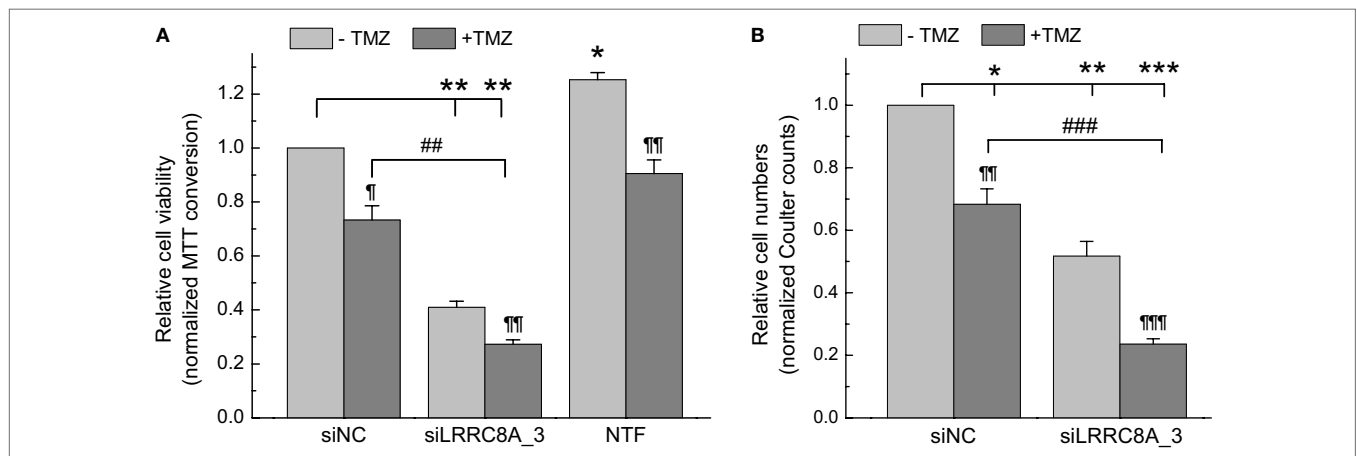 A
- TMZ +TMZ
*
** **
##
¶
¶¶
¶¶
Relative cell viability
(normalized MTT conversion)
1.2
1.0
0.8
0.6
0.4
0.2
0.0
siNC siLRRC8A_3 NTF
B
- TMZ +TMZ
* ** ***
###
¶¶
¶¶¶
Relative cell numbers
(normalized Coulter counts)
1.0
0.8
0.6
0.4
0.2
0.0
siNC siLRRC8A_3